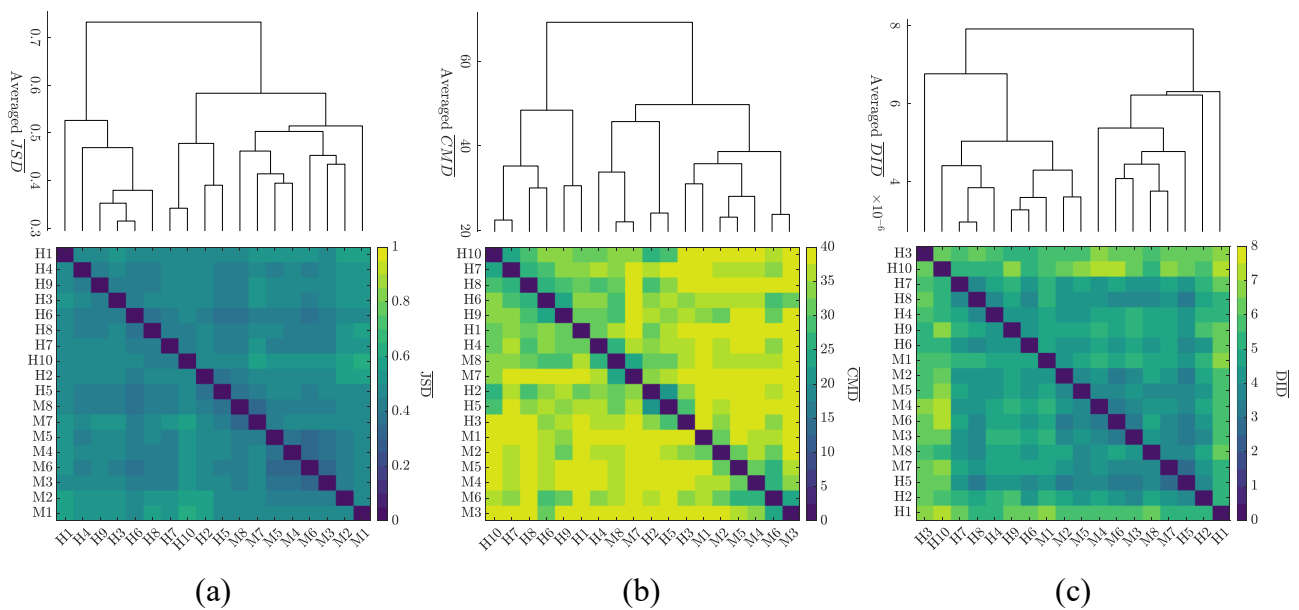 Averaged JSD
0.7
0.6
0.5
0.4
0.3
H1
H4
H9
H3
H6
H8
H7
H10
H2
H5
M8
M7
M5
M4
M6
M3
M2
M1
H1 H4 H9 H3 H6 H8 H7 H10 H2 H5 M8 M7 M5 M4 M6 M3 M2 M1
1
0.8
0.6
0.4
0.2
0
JSD
(a)
Averaged CMD
60
40
20
H10
H7
H8
H6
H9
H1
H4
M8
M7
H2
H5
H3
M1
M2
M5
M4
M6
M3
H10 H7 H8 H6 H9 H1 H4 M8 M7 H2 H5 H3 M1 M2 M5 M4 M6 M3
40
35
30
25
20
15
10
5
0
CMD
(b)
Averaged DID ×10⁻⁶
8
6
4
H3
H10
H7
H8
H4
H9
H6
M1
M2
M5
M4
M6
M3
M8
M7
H5
H2
H1
H3 H10 H7 H8 H4 H9 H6 M1 M2 M5 M4 M6 M3 M8 M7 H5 H2 H1
8
7
6
5
4
3
2
1
0
DID
(c)